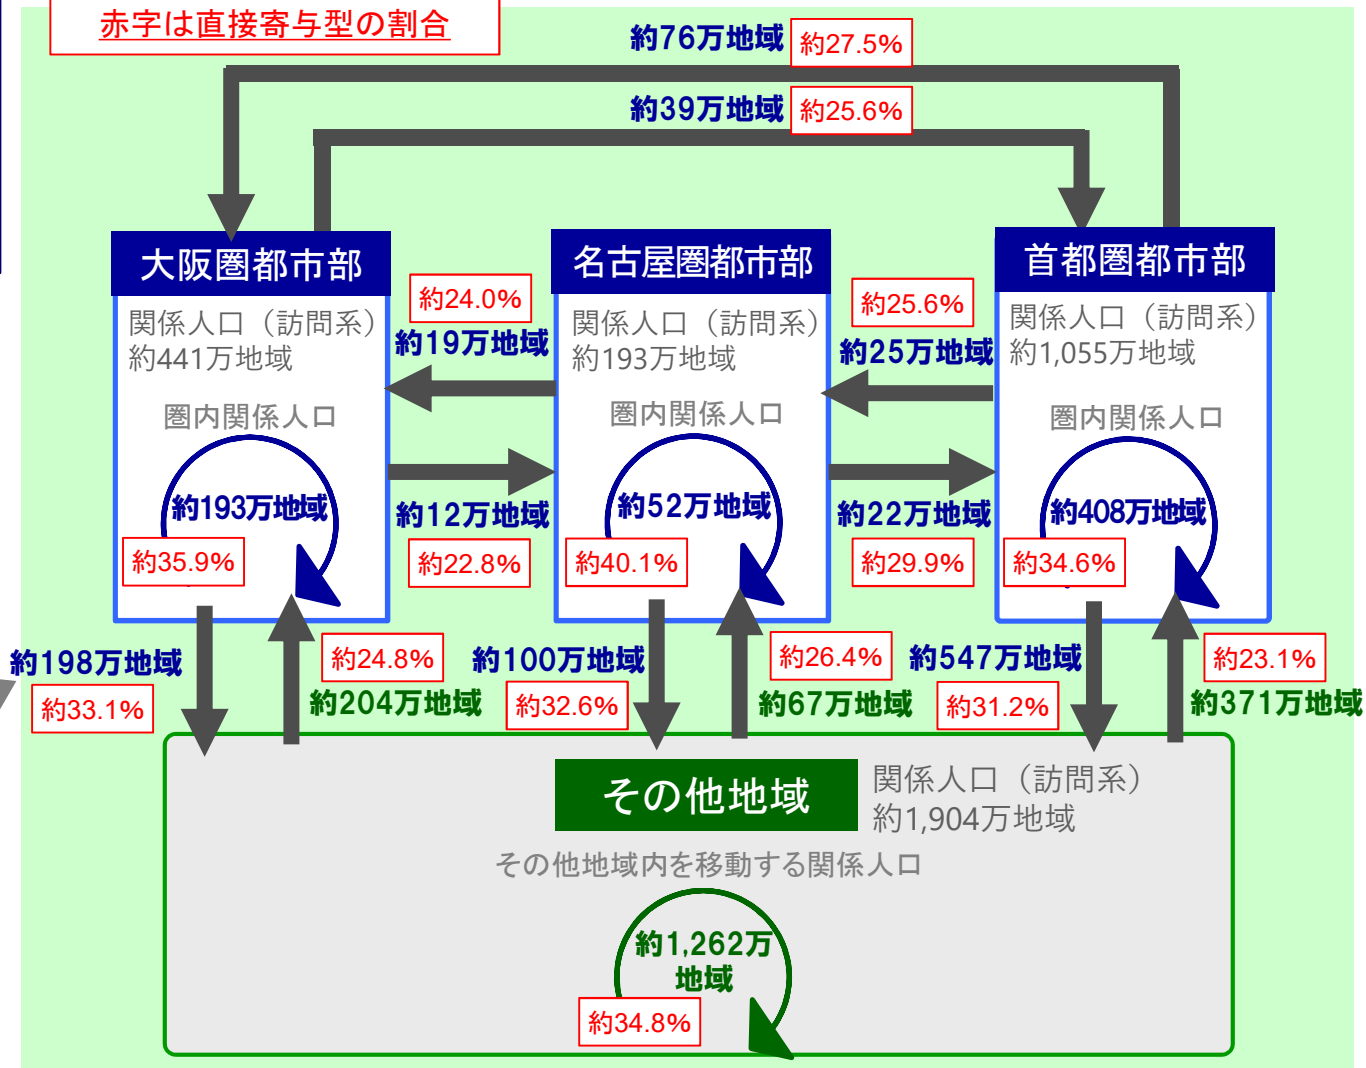 赤字は直接寄与型の割合
約76万地域
約27.5%
約39万地域
約25.6%
大阪圏都市部
関係人口（訪問系）
約441万地域
圏内関係人口
約193万地域
約35.9%
約24.0%
約19万地域
約12万地域
約22.8%
名古屋圏都市部
関係人口（訪問系）
約193万地域
圏内関係人口
約52万地域
約40.1%
約25.6%
約25万地域
約22万地域
約29.9%
首都圏都市部
関係人口（訪問系）
約1,055万地域
圏内関係人口
約408万地域
約34.6%
約198万地域
約33.1%
約24.8%
約204万地域
約100万地域
約32.6%
約26.4%
約67万地域
約547万地域
約31.2%
約23.1%
約371万地域
その他地域
関係人口（訪問系）
約1,904万地域
その他地域内を移動する関係人口
約1,262万
地域
約34.8%